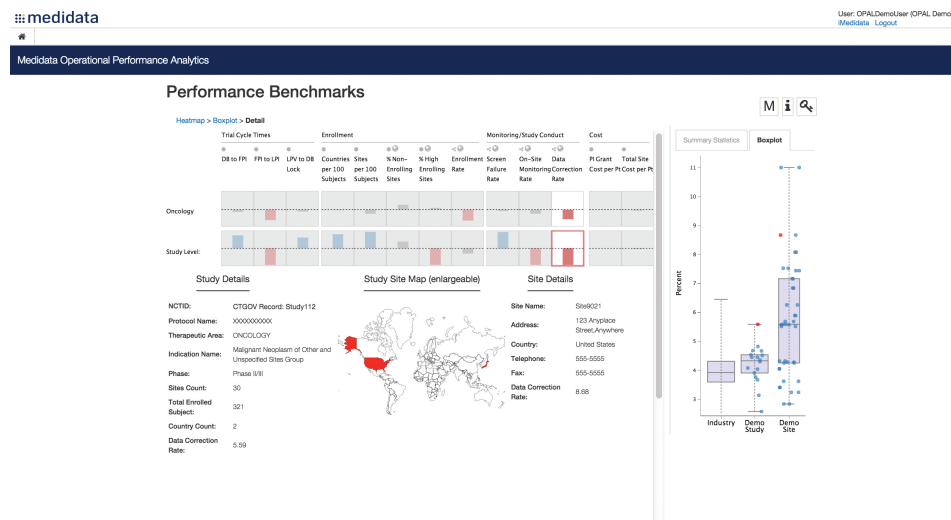 medidata
User: OPALDemoUser (OPAL Demo
iMedidata Logout
Medidata Operational Performance Analytics
Performance Benchmarks
M i
Heatmap > Boxplot > Detail
Trial Cycle Times Enrollment Monitoring/Study Conduct Cost
DB to FPI FPI to LPI LPV to DB Lock Countries per 100 Subjects Sites per 100 Subjects % Non-Enrolling Sites % High Enrolling Sites Enrollment Rate Screen Failure Rate On-Site Monitoring Rate Data Correction Rate PI Grant Cost per Pt Total Site Cost per Pt
Oncology
Study Level:
Study Details
NCTID: CTGOV Record: Study112
Protocol Name: XXXXXXXXXX
Therapeutic Area: ONCOLOGY
Indication Name: Malignant Neoplasm of Other and
Unspecified Sites Group
Phase: Phase II/III
Sites Count: 30
Total Enrolled
Subject: 321
Country Count: 2
Data Correction
Rate: 5.59
Study Site Map (enlargeable)
Site Details
Site Name: Site9021
Address: 123 Anyplace
Street,Anywhere
Country: United States
Telephone: 555-5555
Fax: 555-5555
Data Correction
Rate: 8.68
Summary Statistics Boxplot
Percent
11
10
9
8
7
6
5
4
3
Industry Demo Study Demo Site